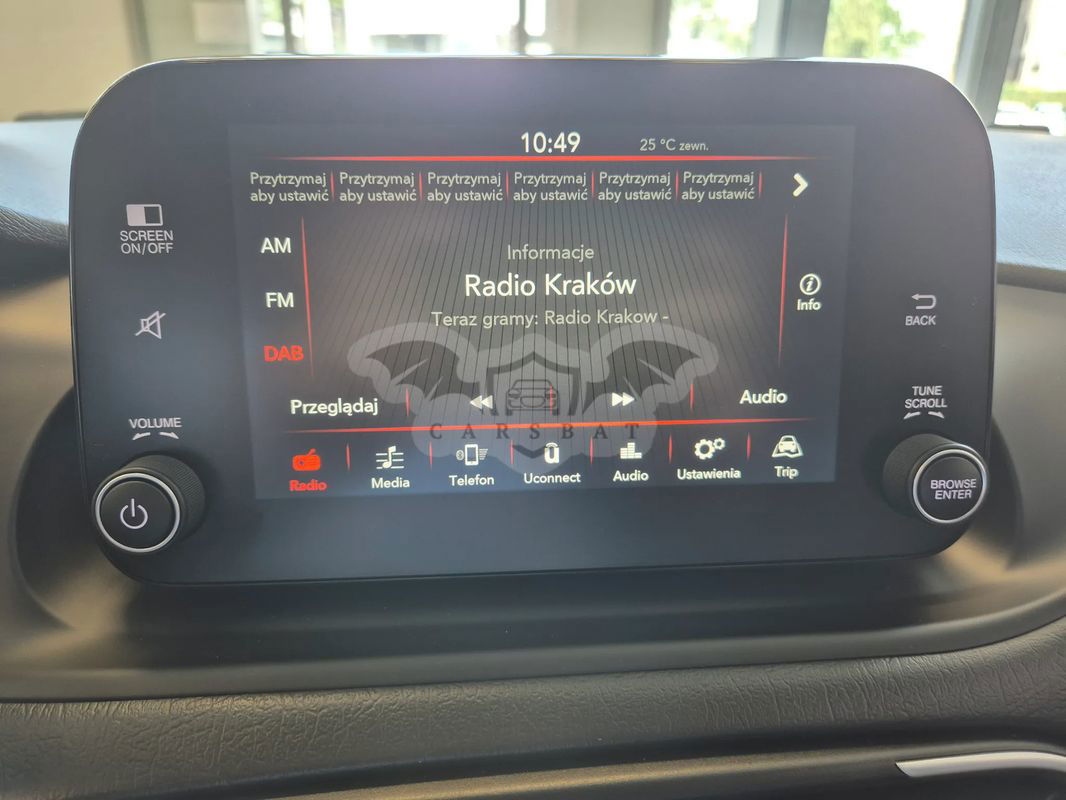 10:49
25 °C zewn.
Przytrzymaj Przytrzymaj Przytrzymaj Przytrzymaj Przytrzymaj Przytrzymaj
aby ustawić aby ustawić aby ustawić aby ustawić aby ustawić aby ustawić
SCREEN
ON/OFF
AM
Informacje
Radio Kraków
FM
Info
Teraz gramy: Radio Krakow -
BACK
DAB
TUNE
SCROLL
Przeglądaj
Audio
VOLUME
CARSBAT
Radio
Media
Telefon
Uconnect
Audio
Ustawienia
Trip
BROWSE
ENTER